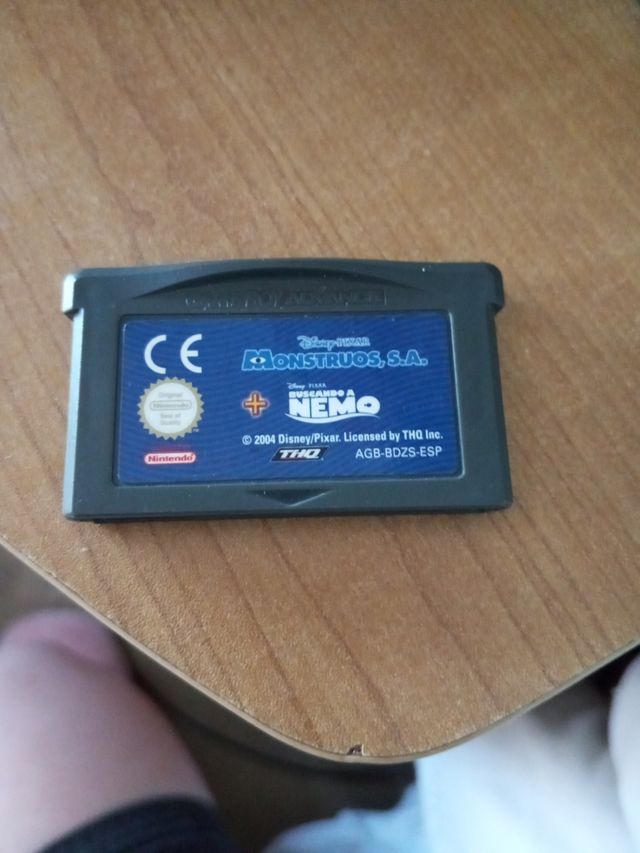 GAME BOY ADVANCE
CE
Disney·PIXAR
MONSTRUOS, S.A.
Original
Nintendo
Seal of
Quality
+
Disney PIXAR
BUSCANDO A
NEMO
© 2004 Disney/Pixar. Licensed by THQ Inc.
Nintendo
THQ
AGB-BDZS-ESP